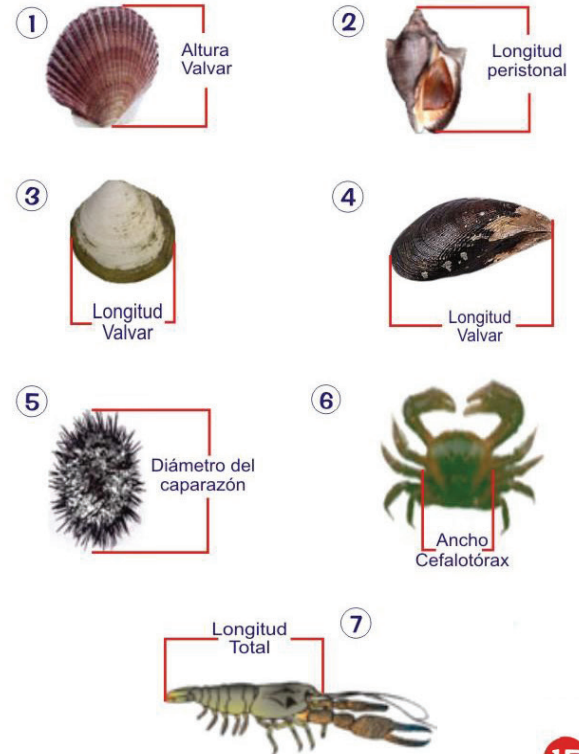 1
Altura
Valvar
2
Longitud
peristonal
3
Longitud
Valvar
4
Longitud
Valvar
5
Diámetro del
caparazón
6
Ancho
Cefalotórax
7
Longitud
Total